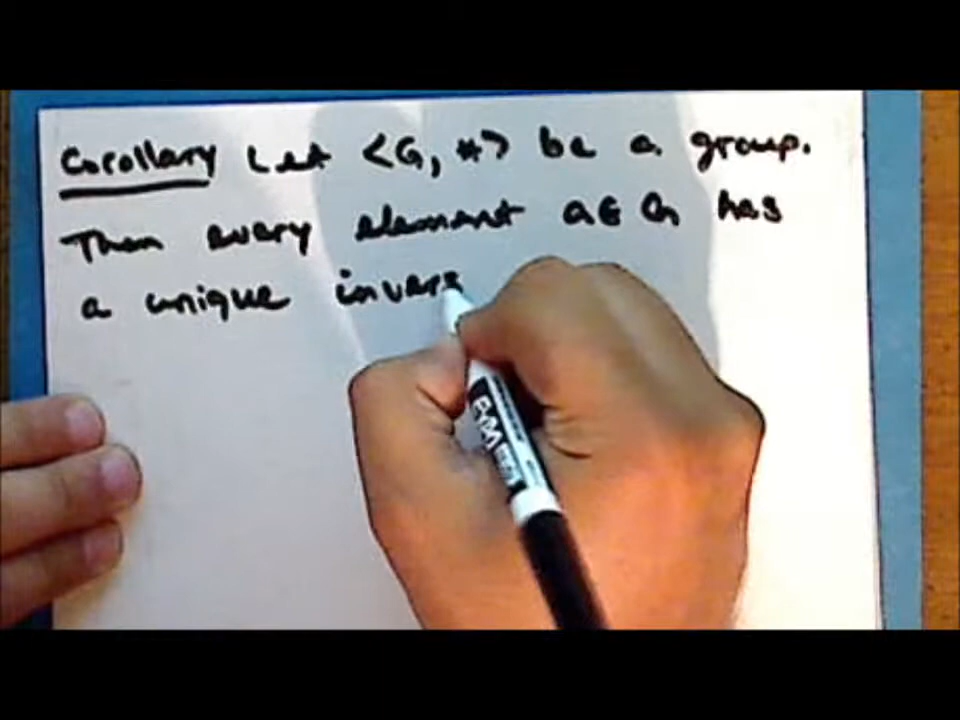 Corollary Let <G, *> be a group.
Then every element a∈G has
a unique invers